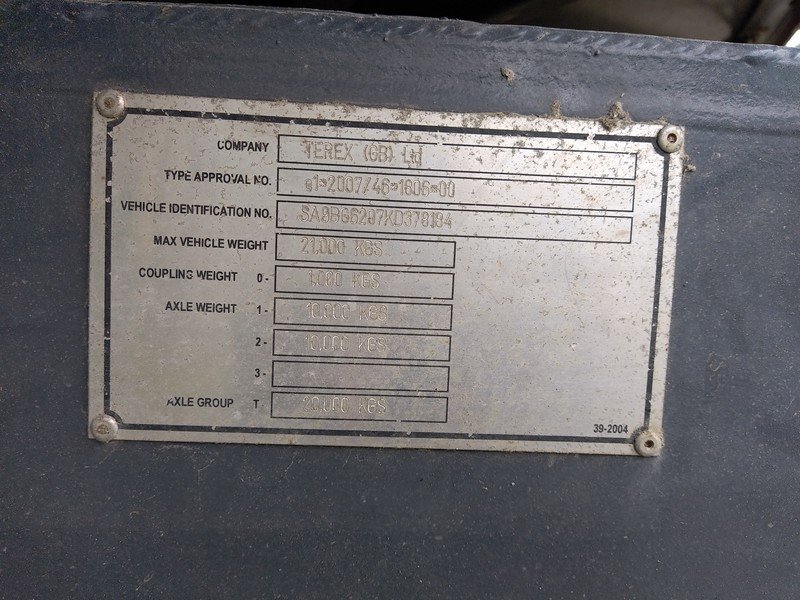 COMPANY TEREX (GB) Ltd
TYPE APPROVAL NO. e1*2007/46*1606*00
VEHICLE IDENTIFICATION NO.
MAX VEHICLE WEIGHT 21,000 KGS
COUPLING WEIGHT 0- 1,000 KGS
AXLE WEIGHT 1- 10,000 KGS
2- 10,000 KGS
3-
AXLE GROUP T- 20,000 KGS
39-2004